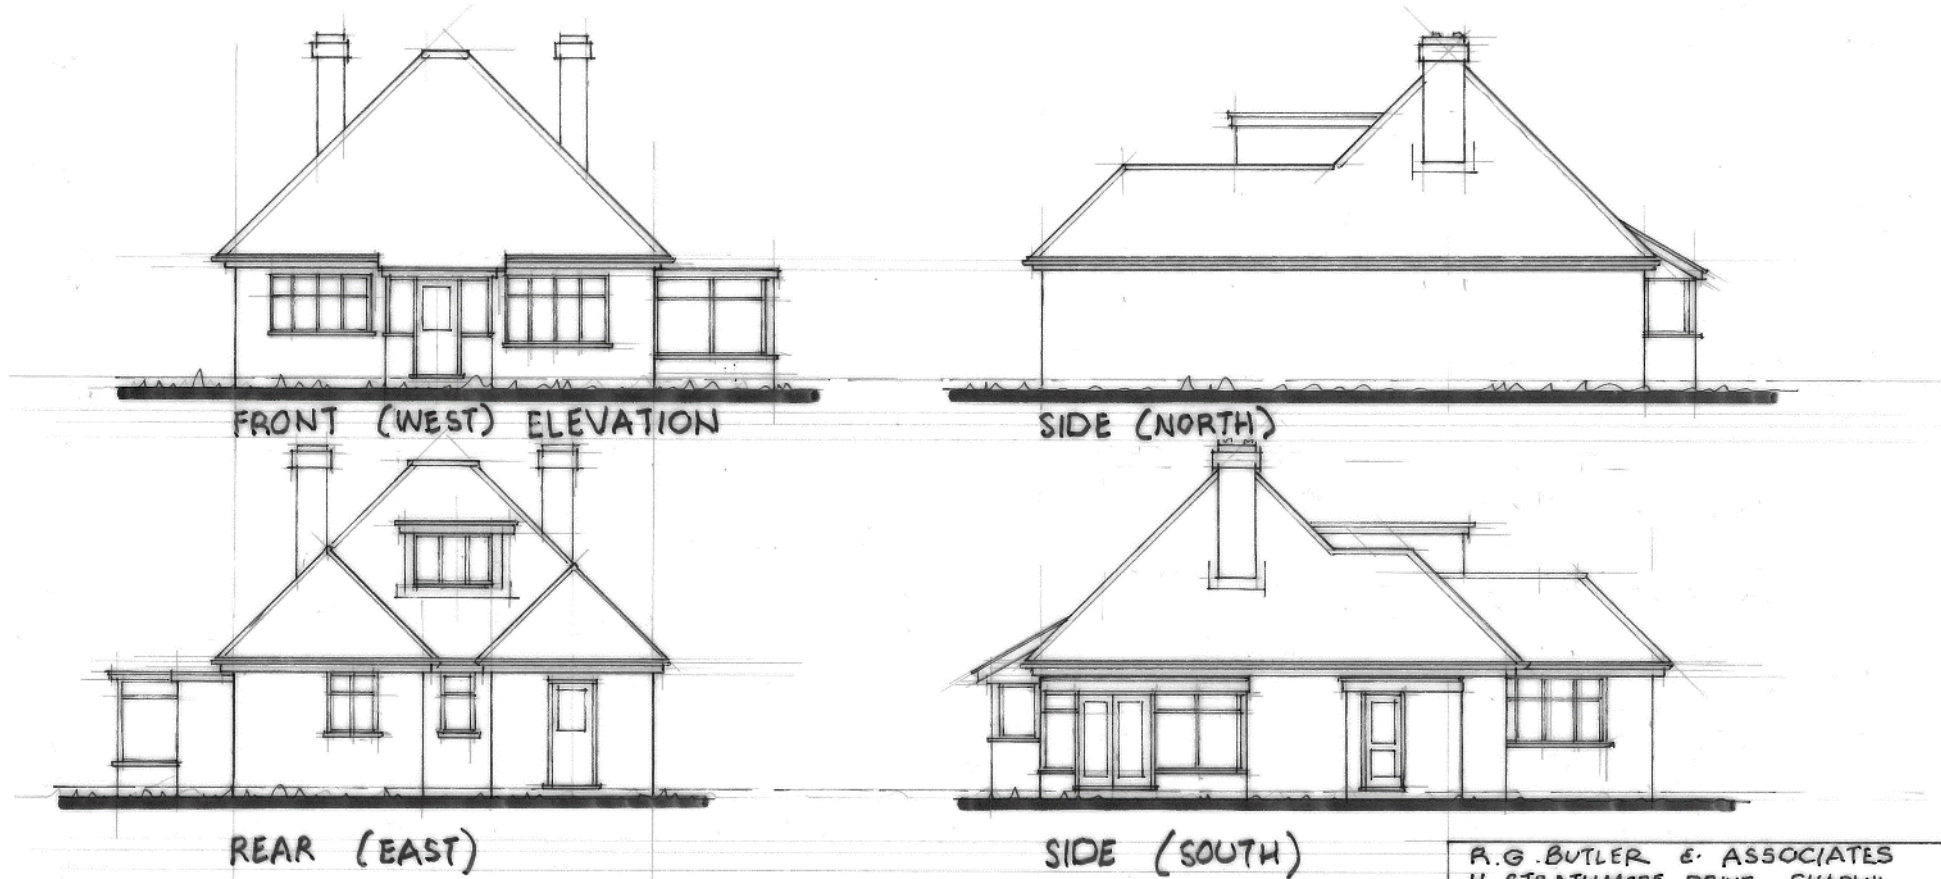 FRONT (WEST) ELEVATION
SIDE (NORTH)
REAR (EAST)
SIDE (SOUTH)
R.G. BUTLER & ASSOCIATES